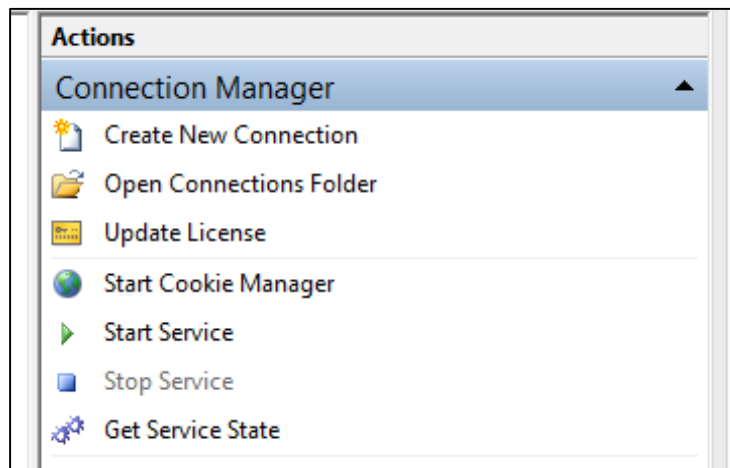 Actions
Connection Manager
Create New Connection
Open Connections Folder
Update License
Start Cookie Manager
Start Service
Stop Service
Get Service State